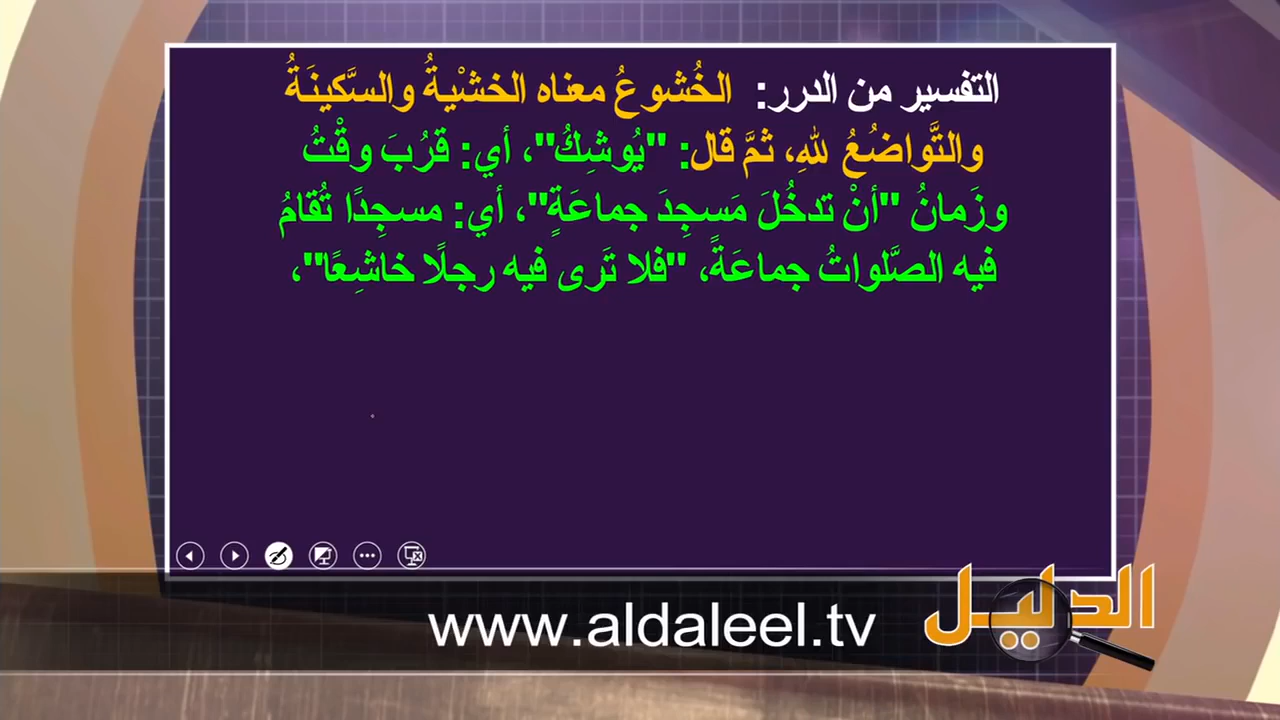 التفسير من الدرر: الخُشوعُ معناه الخشْيةُ والسَّكينَةُ
والتَّواضُعُ للهِ، ثمَّ قال: "يُوشِكُ"، أي: قرُبَ وقْتُ
وزَمانُ "أنْ تدخُلَ مَسجِدَ جماعَةٍ"، أي: مسجِدًا تُقامُ
فيه الصَّلواتُ جماعَةً، "فلا تَرى فيه رجلًا خاشِعًا"،
www.aldaleel.tv
الدليل